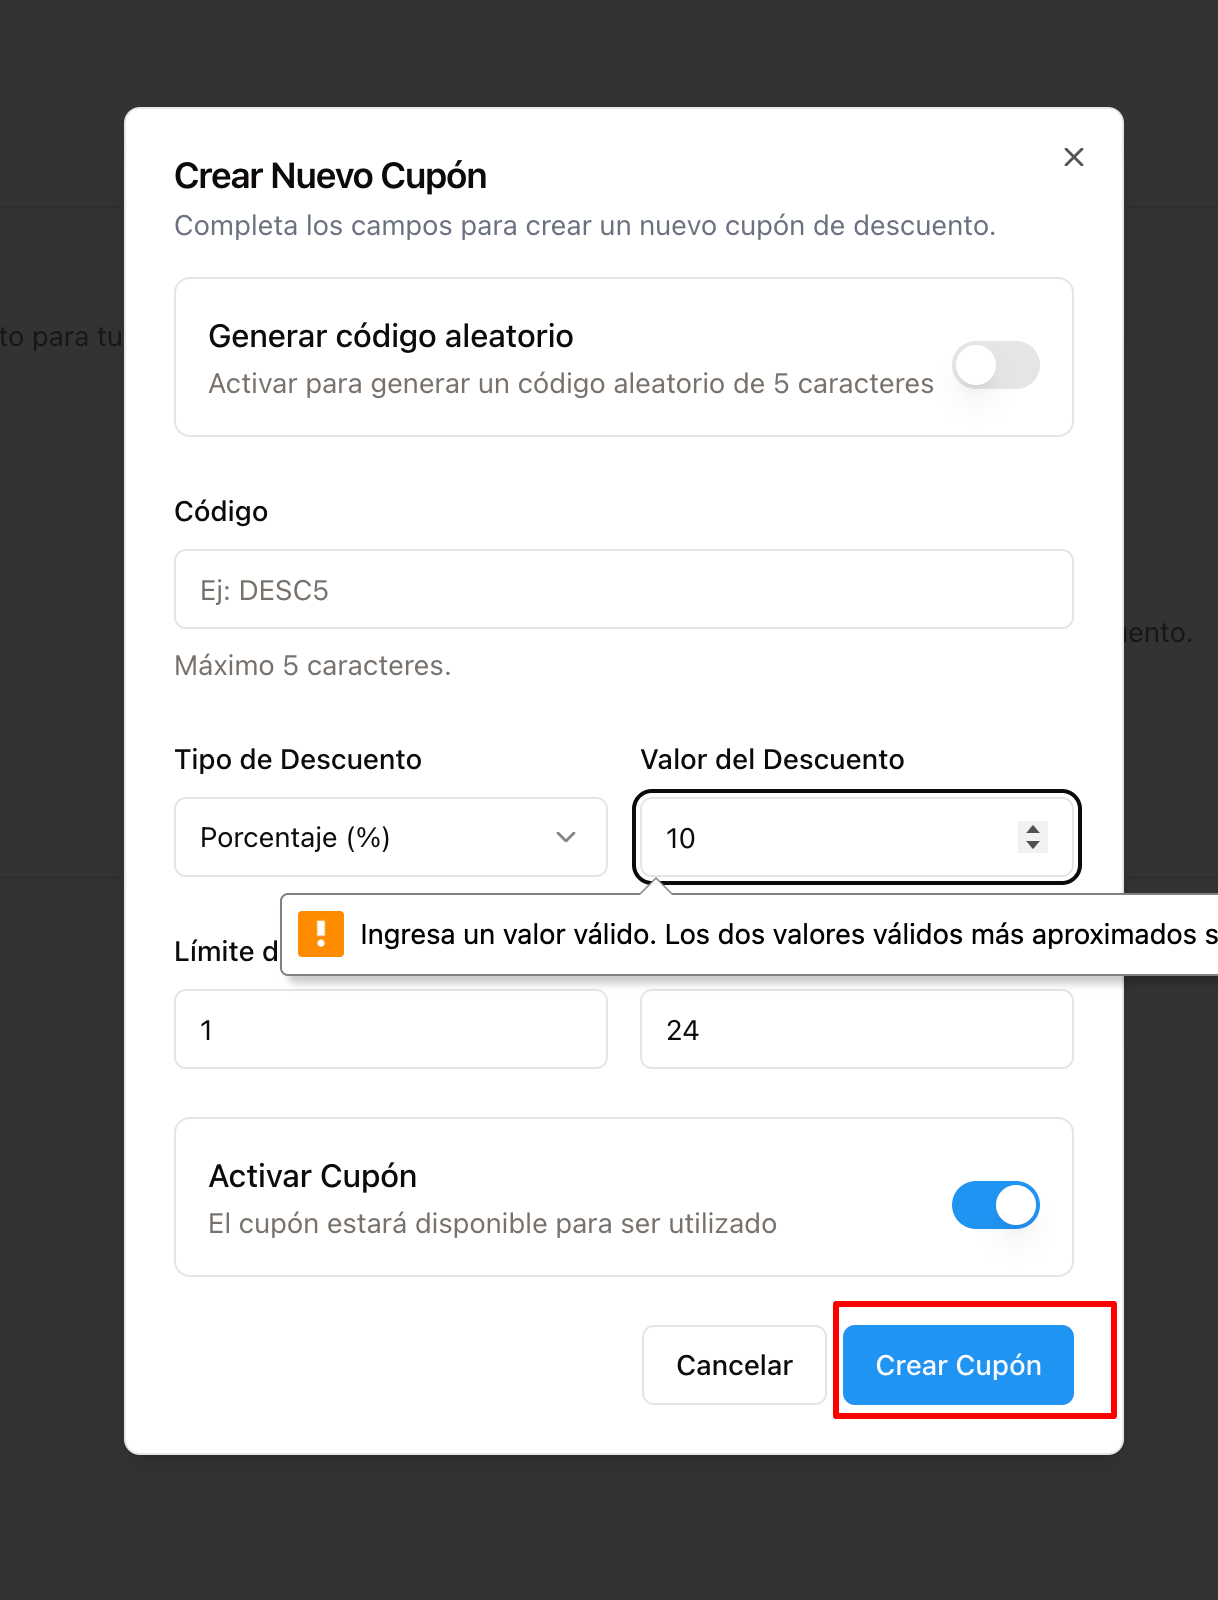 Crear Nuevo Cupón
Completa los campos para crear un nuevo cupón de descuento.
to para tu
Generar código aleatorio
Activar para generar un código aleatorio de 5 caracteres
Código
Ej: DESC5
ento.
Máximo 5 caracteres.
Tipo de Descuento
Valor del Descuento
Porcentaje (%)
10
Límite d
Ingresa un valor válido. Los dos valores válidos más aproximados s
1
24
Activar Cupón
El cupón estará disponible para ser utilizado
Cancelar
Crear Cupón